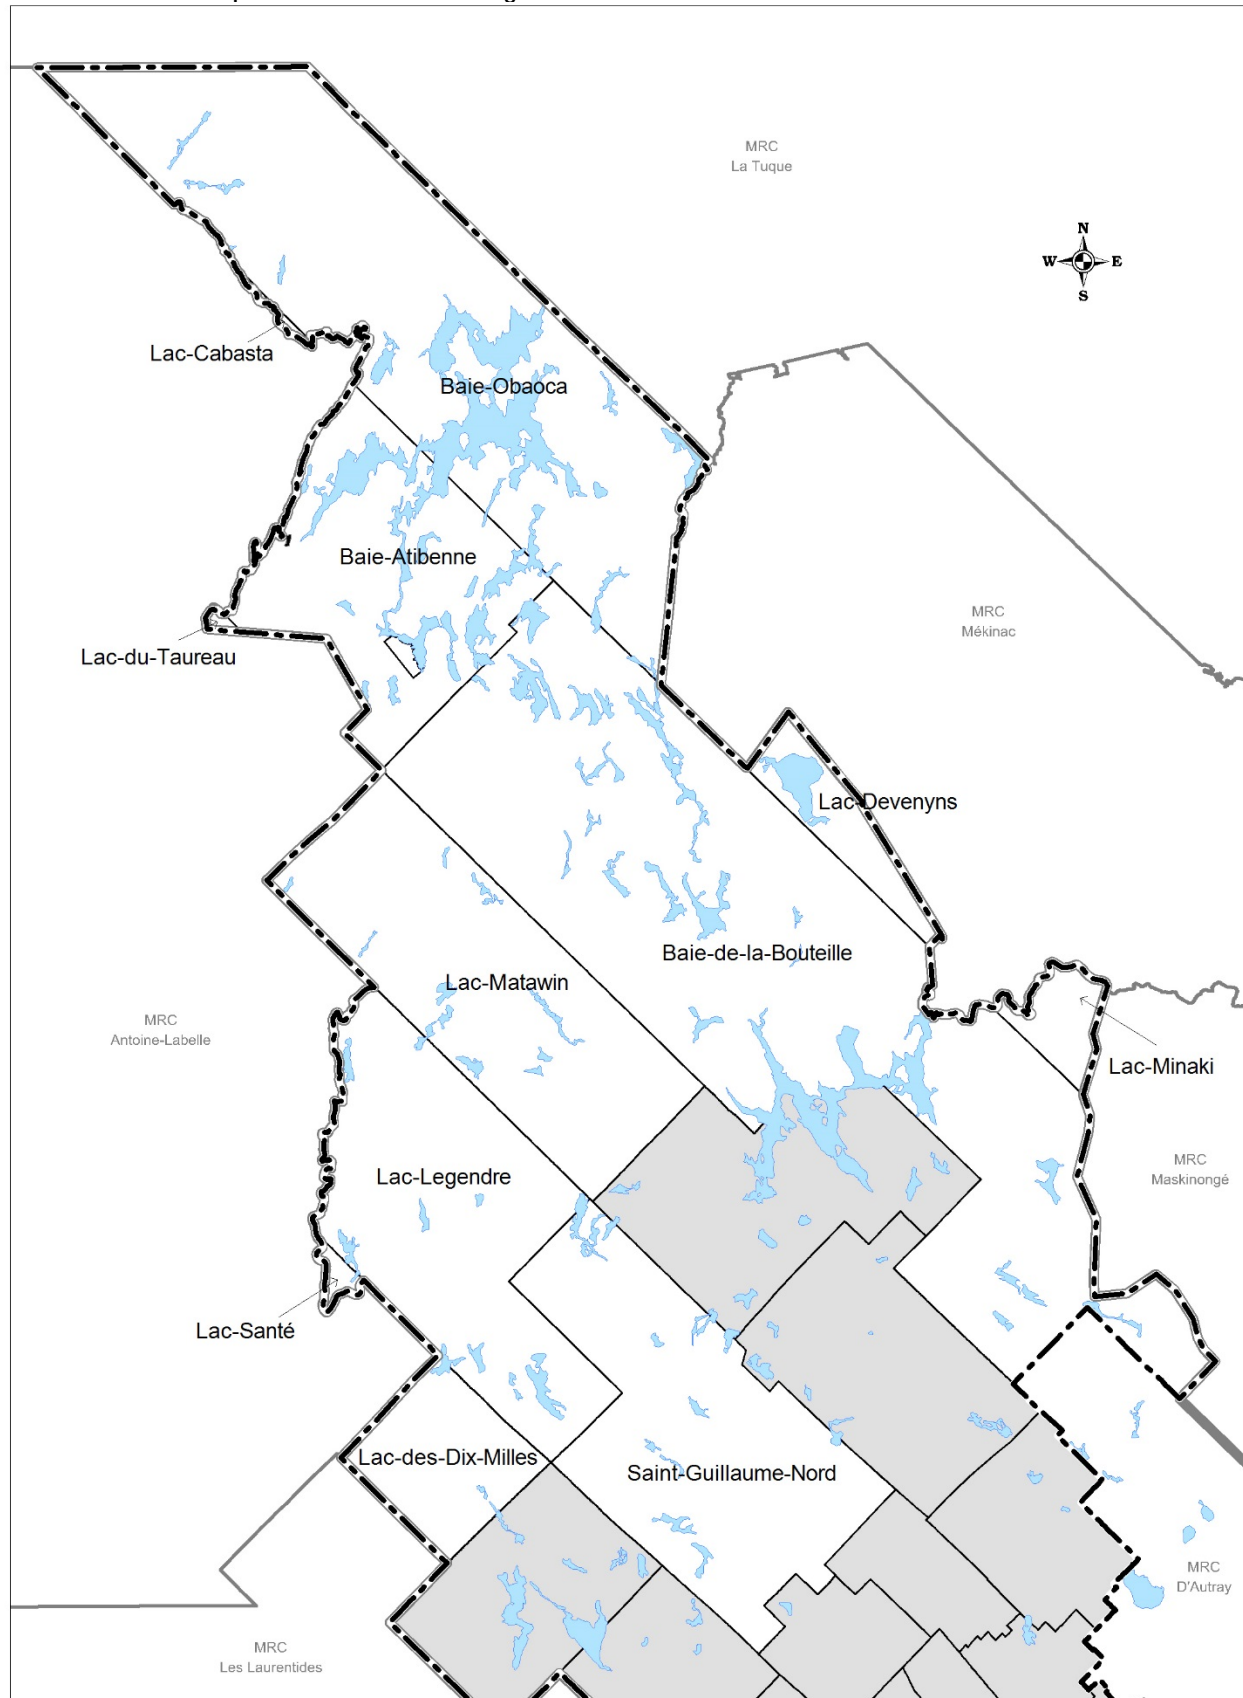 MRC
La Tuque
N
W E
S
Lac-Cabasta
Baie-Obaoca
Baie-Atibenne
MRC
Mékinac
Lac-du-Taureau
Lac-Devenyns
Baie-de-la-Bouteille
Lac-Matawin
MRC
Antoine-Labelle
Lac-Minaki
MRC
Maskinongé
Lac-Legendre
Lac-Santé
Lac-des-Dix-Milles
Saint-Guillaume-Nord
MRC
D'Autray
MRC
Les Laurentides